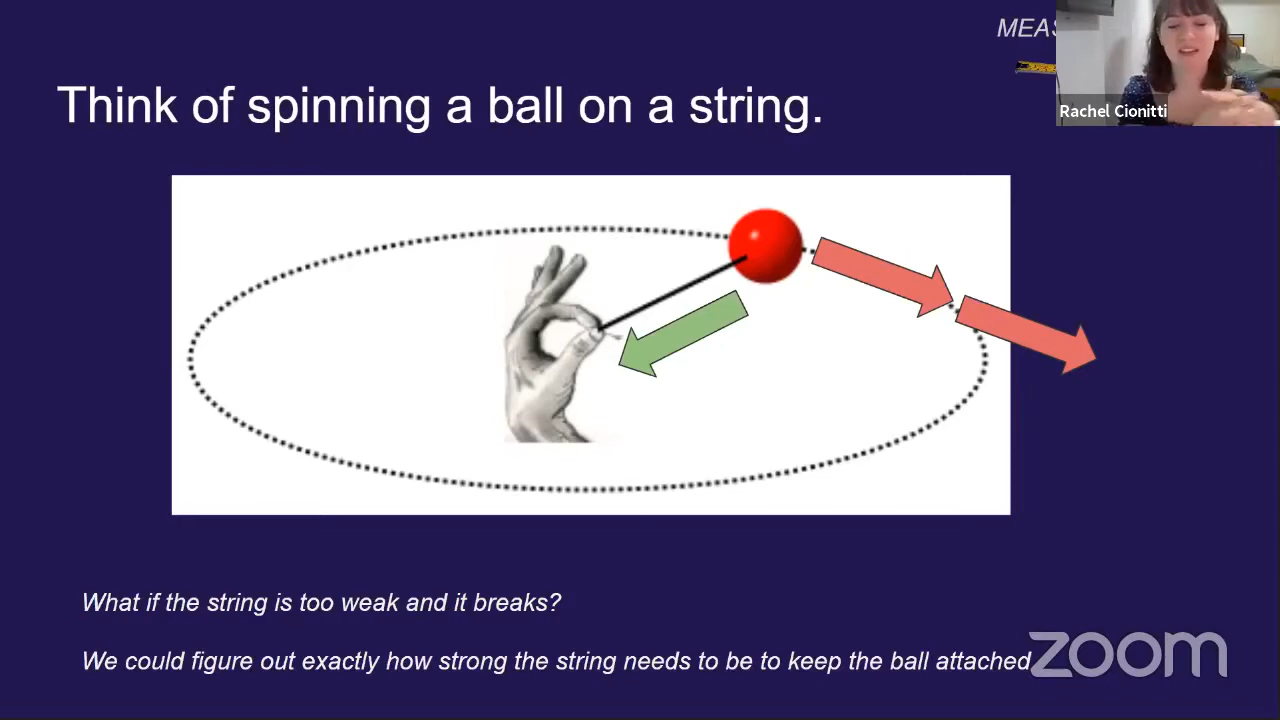 MEAS
Think of spinning a ball on a string.
Rachel Cionitti
What if the string is too weak and it breaks?
We could figure out exactly how strong the string needs to be to keep the ball attached
zoom